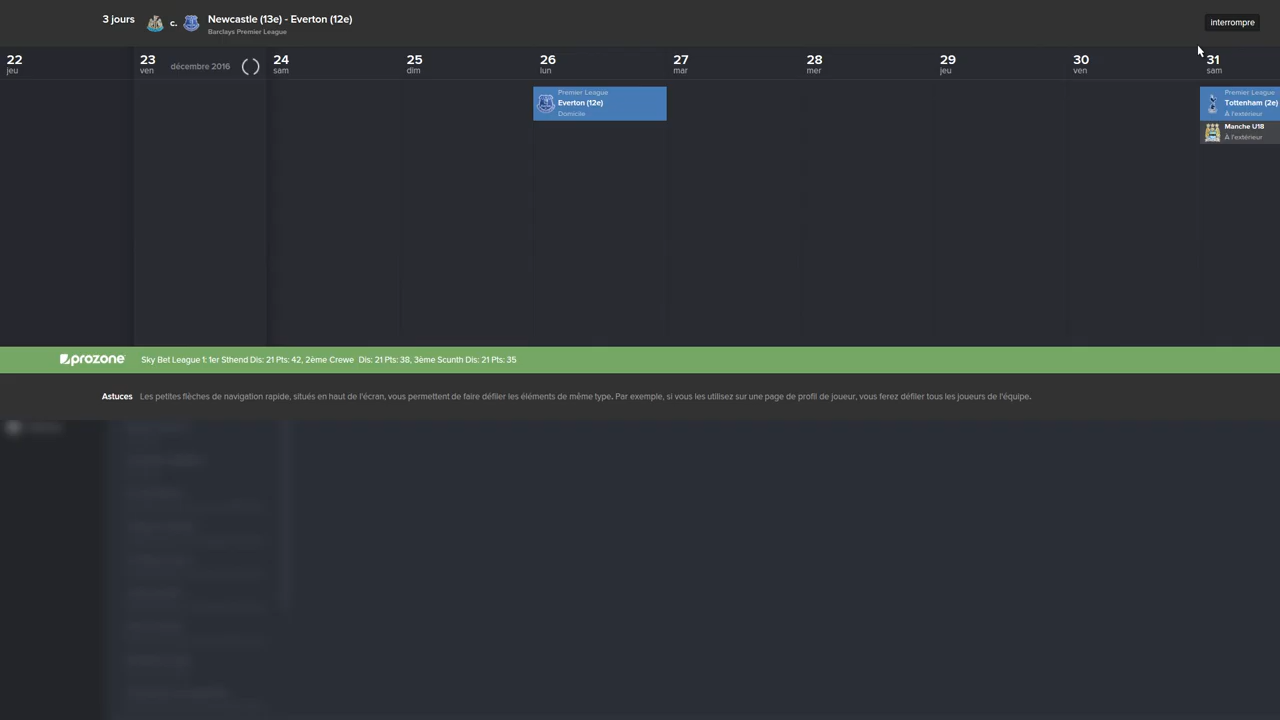 3 jours
c.
Newcastle (13e) - Everton (12e)
Barclays Premier League
interrompre
22
jeu
23
ven
décembre 2016
24
sam
25
dim
26
lun
27
mar
28
mer
29
jeu
30
ven
31
sam
Premier League
Everton (12e)
Domicile
Premier League
Tottenham (2e)
À l'extérieur
Manche U18
À l'extérieur
prozone
Sky Bet League 1: 1er Sthend Dis: 21 Pts: 42, 2ème Crewe Dis: 21 Pts: 38, 3ème Scunth Dis: 21 Pts: 35
Astuces
Les petites flèches de navigation rapide, situés en haut de l'écran, vous permettent de faire défiler les éléments de même type. Par exemple, si vous les utilisez sur une page de profil de joueur, vous ferez défiler tous les joueurs de l'équipe.